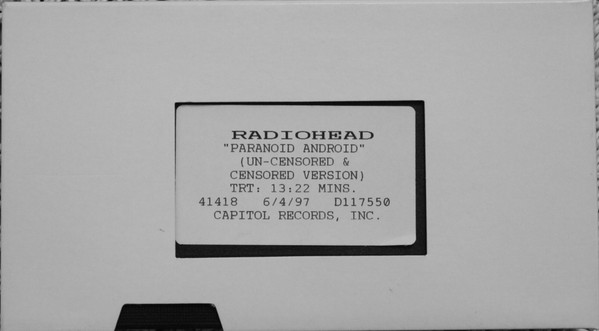 RADIOHEAD
"PARANOID ANDROID"
(UN-CENSORED &
CENSORED VERSION)
TRT: 13:22 MINS.
41418 6/4/97 D117550
CAPITOL RECORDS, INC.